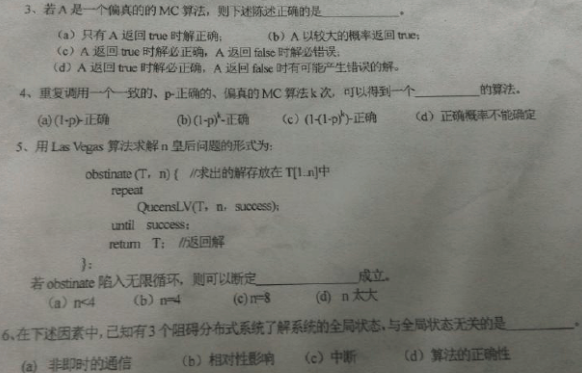 3、若A是一个偏真的的MC算法，则下述陈述正确的是________。
(a) 只有A返回true时解正确; (b) A以较大的概率返回true;
(c) A返回true时解必正确，A返回false时解必错误;
(d) A返回true时解必正确，A返回false时有可能产生错误的解。
4、重复调用一个一致的、p-正确的、偏真的MC算法k次，可以得到一个________的算法。
(a) (1-p)-正确 (b) (1-p)^k-正确 (c) (1-(1-p)^k)-正确 (d) 正确概率不能确定
5、用Las Vegas算法求解n皇后问题的形式为:
obstinate (T, n) { //求出的解存放在T[1..n]中
repeat
QueensLV(T, n, success);
until success;
return T; //返回解
};
若obstinate陷入无限循环，则可以断定________成立。
(a) n<4 (b) n=4 (c) n=8 (d) n太大
6、在下述因素中，已知有3个阻碍分布式系统了解系统的全局状态，与全局状态无关的是________。
(a) 非即时的通信 (b) 相对性影响 (c) 中断 (d) 算法的正确性